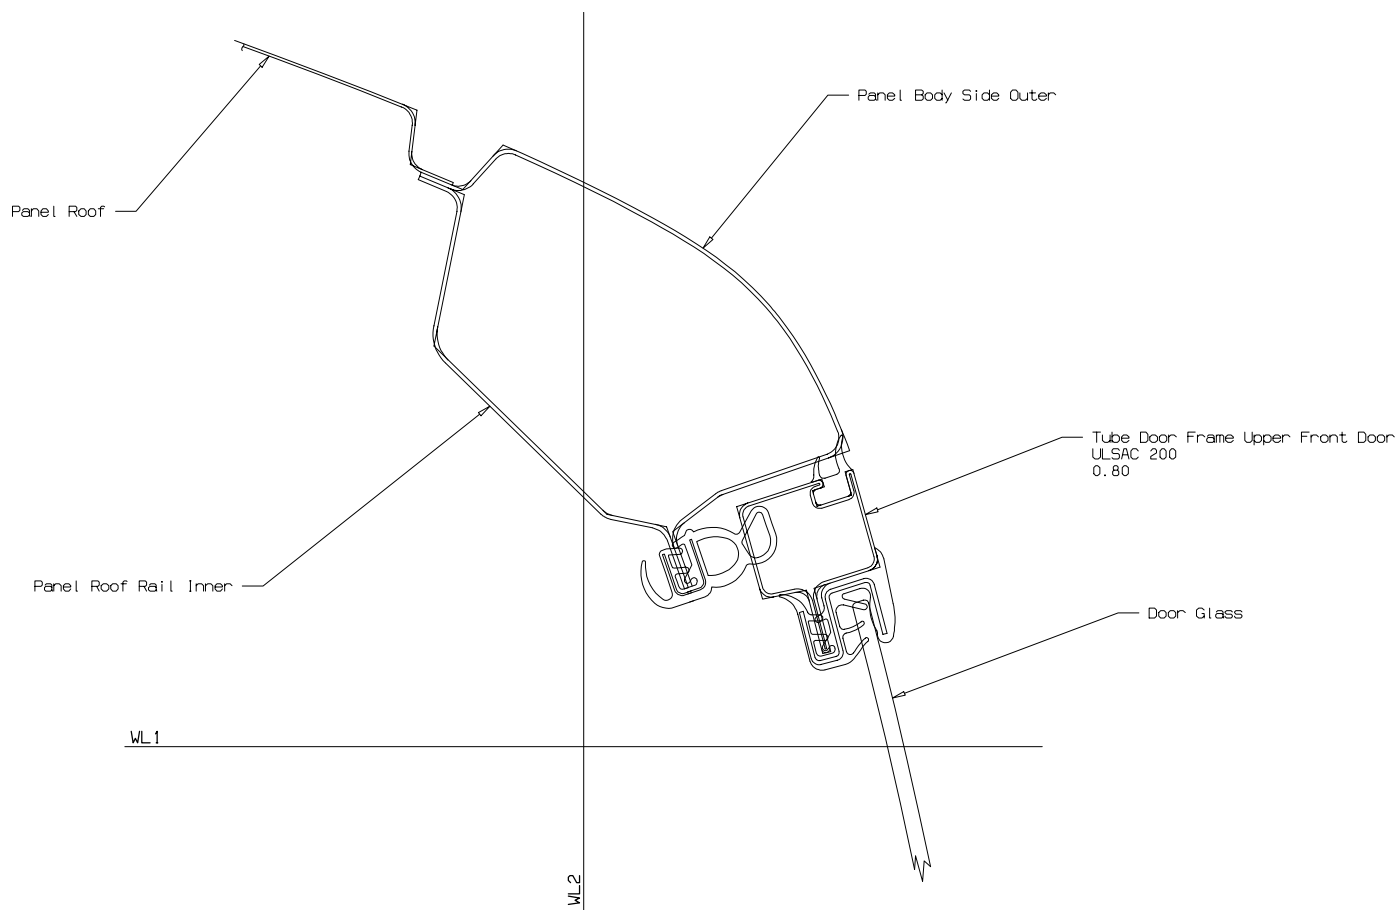 Panel Body Side Outer
Panel Roof
Tube Door Frame Upper Front Door
ULSAC 200
0.80
Panel Roof Rail Inner
Door Glass
WL1
WL2